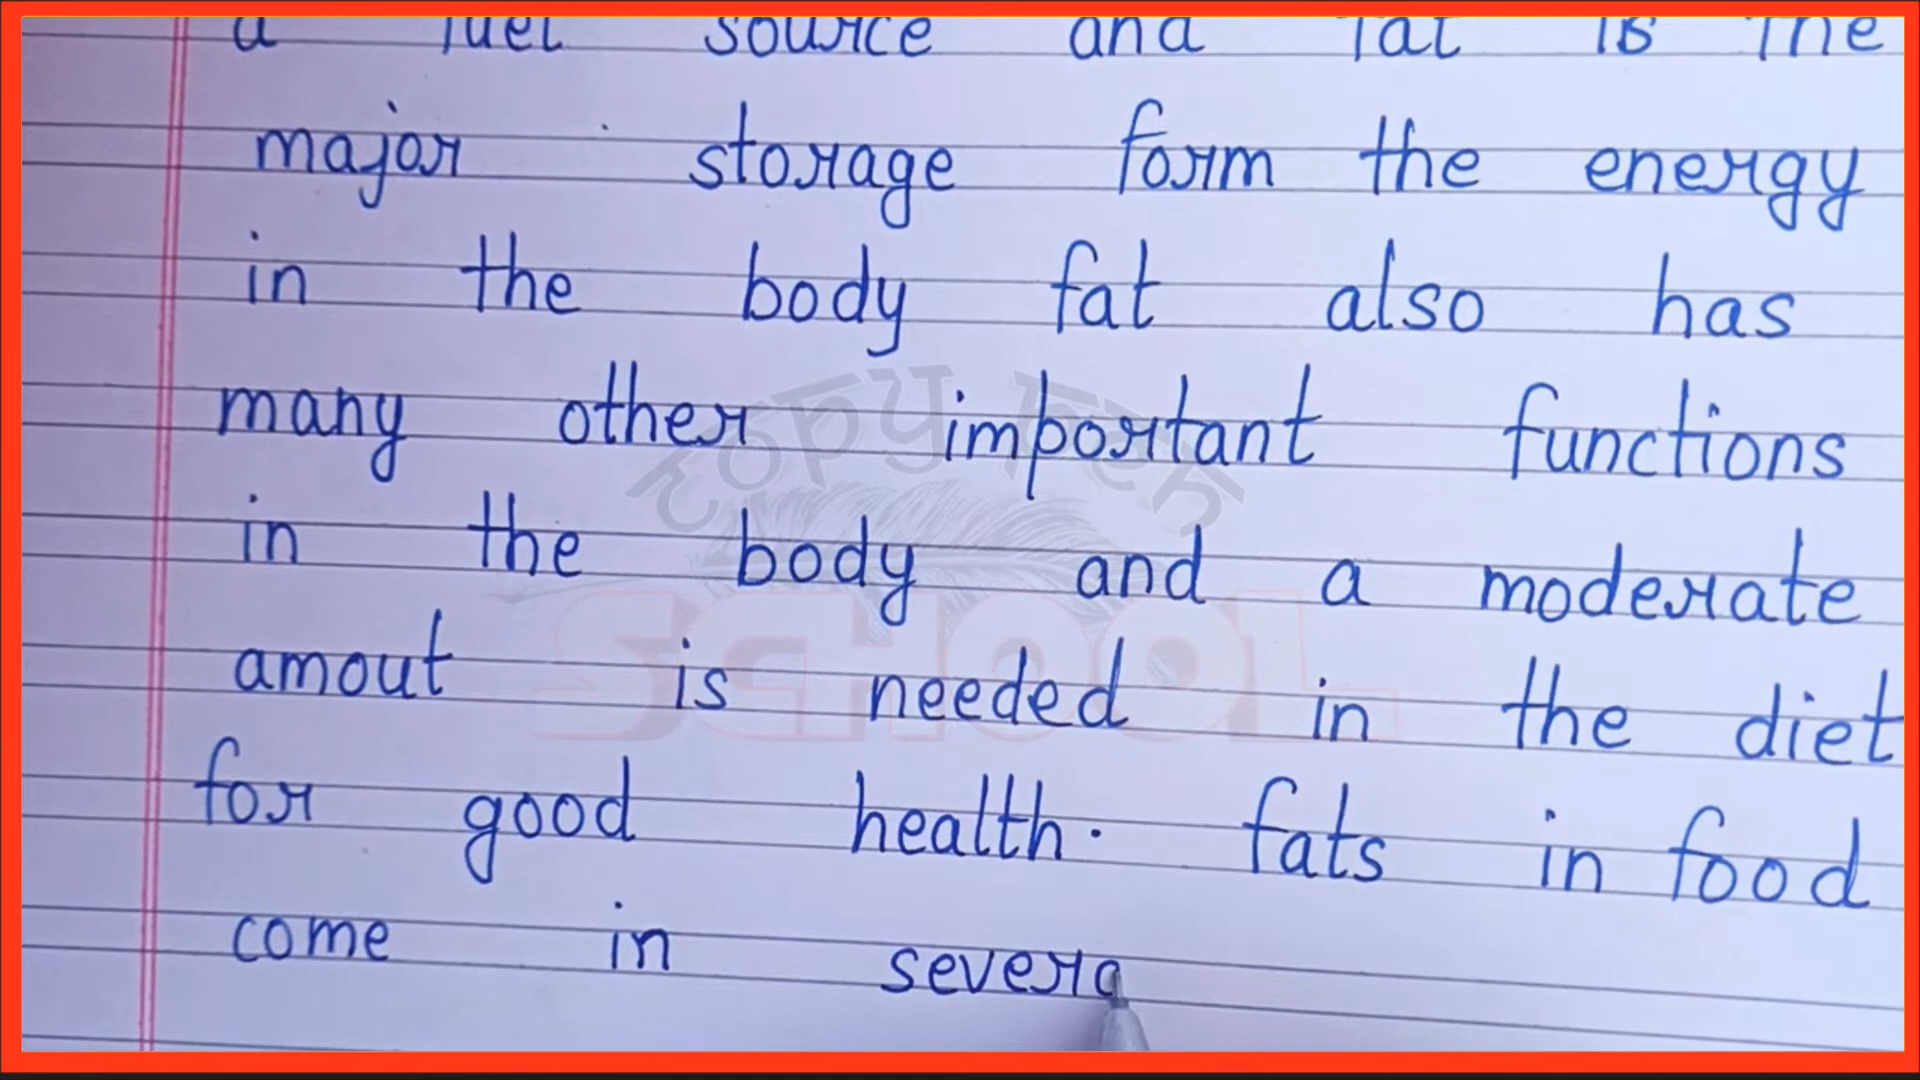 a fuel source and fat is the
major storage form the energy
in the body fat also has
many other important functions
in the body and a moderate
amout is needed in the diet
for good health. fats in food
come in severa
SCHOOL